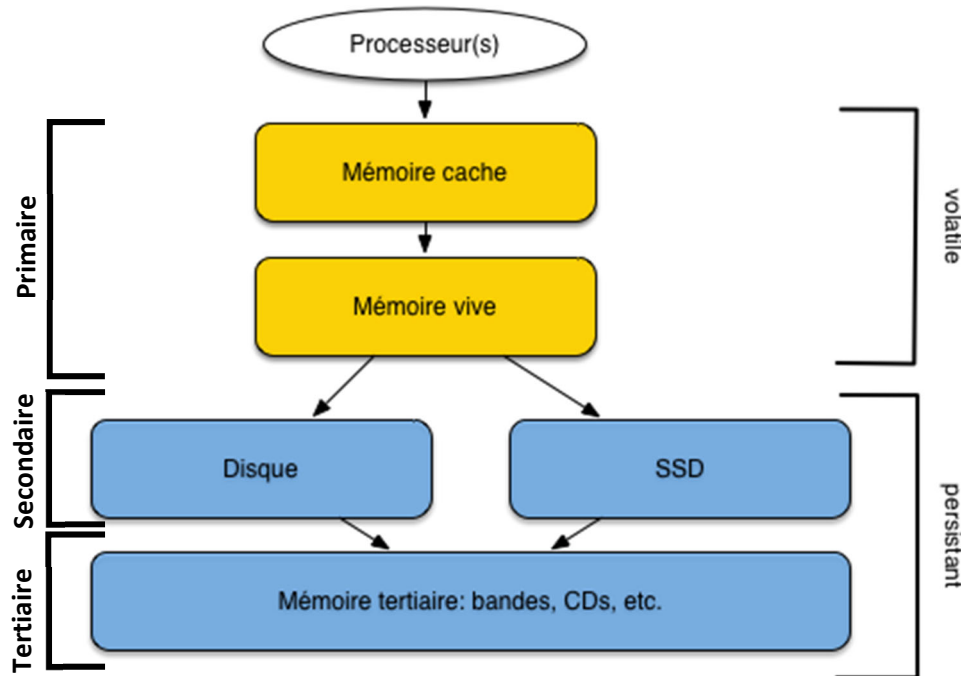 Processeur(s)
Primaire
Mémoire cache
volatile
Mémoire vive
Secondaire
Disque
SSD
persistant
Tertiaire
Mémoire tertiaire: bandes, CDs, etc.